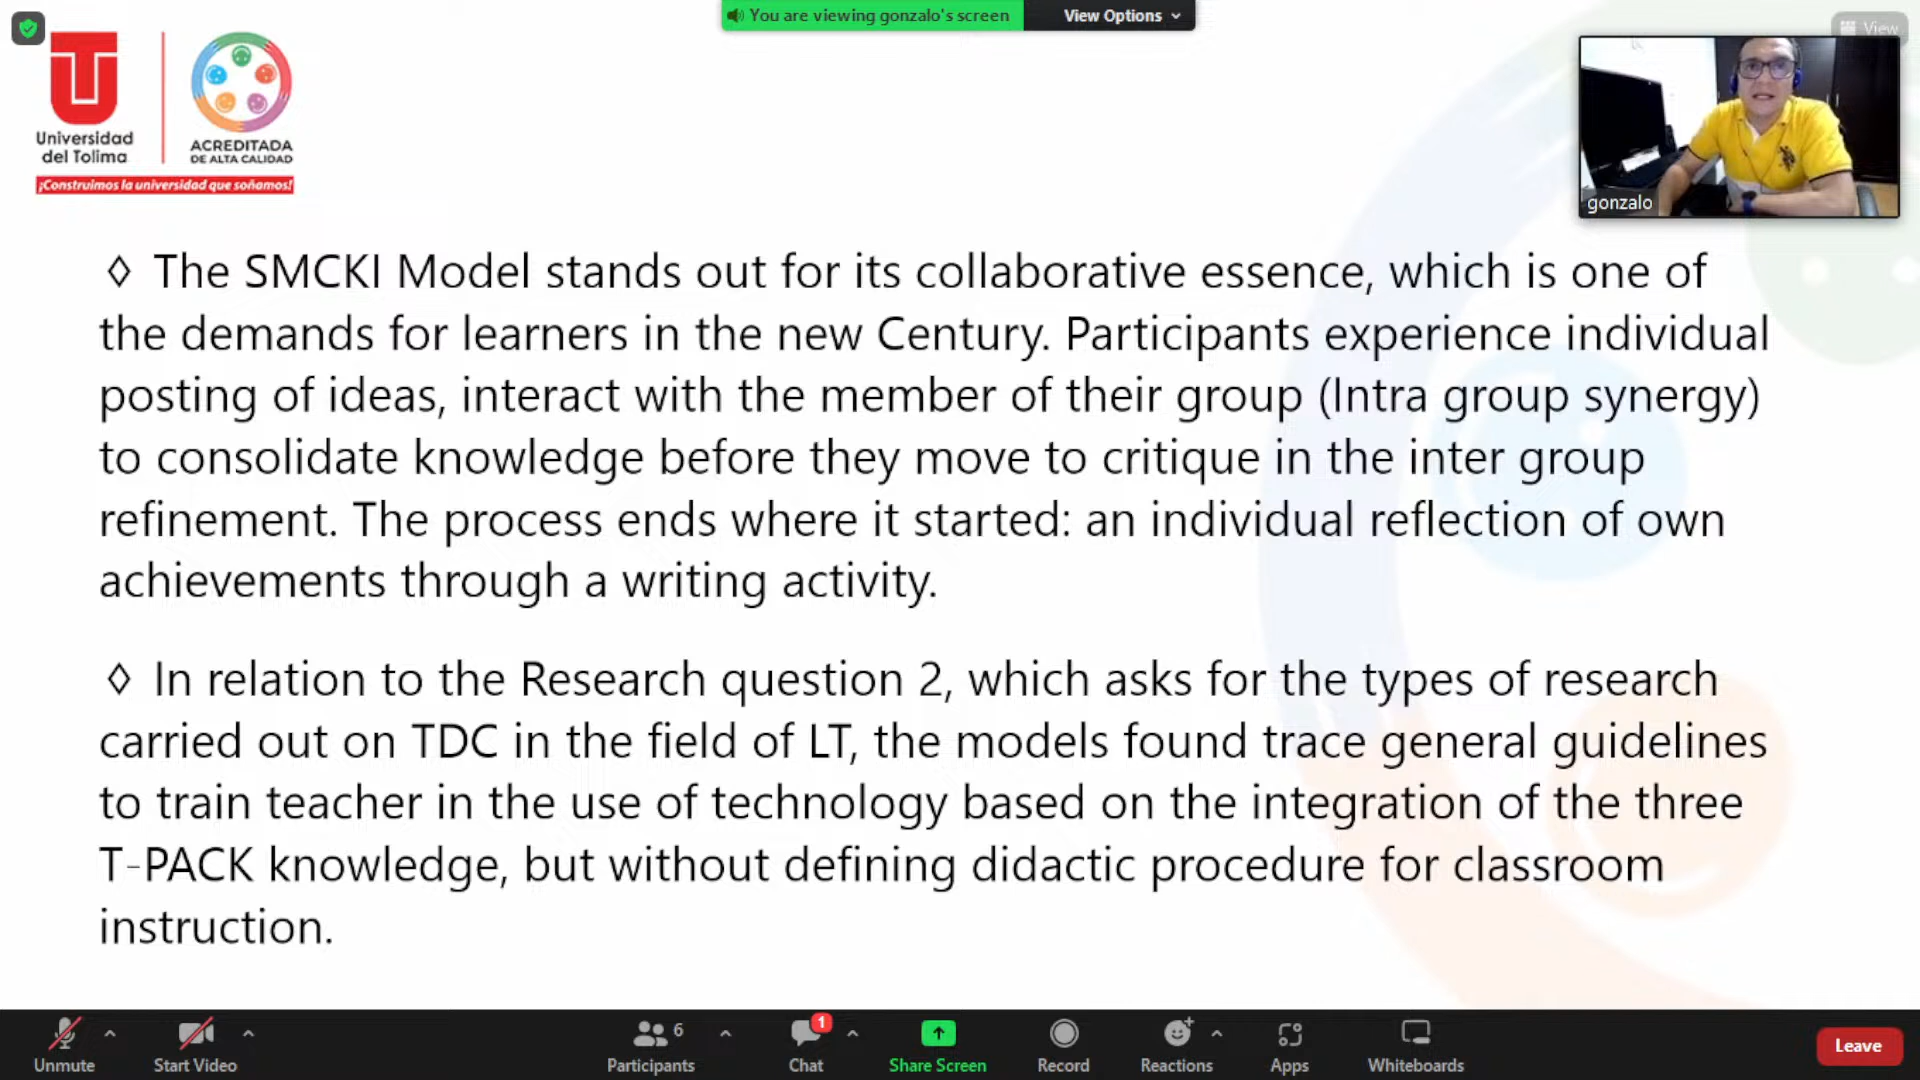 You are viewing gonzalo's screen
View Options
View
Universidad
del Tolima
ACREDITADA
DE ALTA CALIDAD
¡Construimos la universidad que soñamos!
gonzalo
◊ The SMCKI Model stands out for its collaborative essence, which is one of
the demands for learners in the new Century. Participants experience individual
posting of ideas, interact with the member of their group (Intra group synergy)
to consolidate knowledge before they move to critique in the inter group
refinement. The process ends where it started: an individual reflection of own
achievements through a writing activity.
◊ In relation to the Research question 2, which asks for the types of research
carried out on TDC in the field of LT, the models found trace general guidelines
to train teacher in the use of technology based on the integration of the three
T-PACK knowledge, but without defining didactic procedure for classroom
instruction.
Unmute
Start Video
6
Participants
1
Chat
Share Screen
Record
Reactions
Apps
Whiteboards
Leave